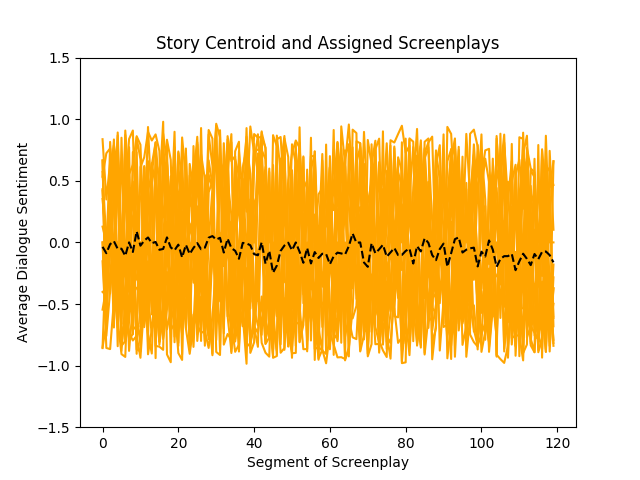 Story Centroid and Assigned Screenplays
1.5
1.0
0.5
0.0
−0.5
−1.0
−1.5
Average Dialogue Sentiment
0 20 40 60 80 100 120
Segment of Screenplay